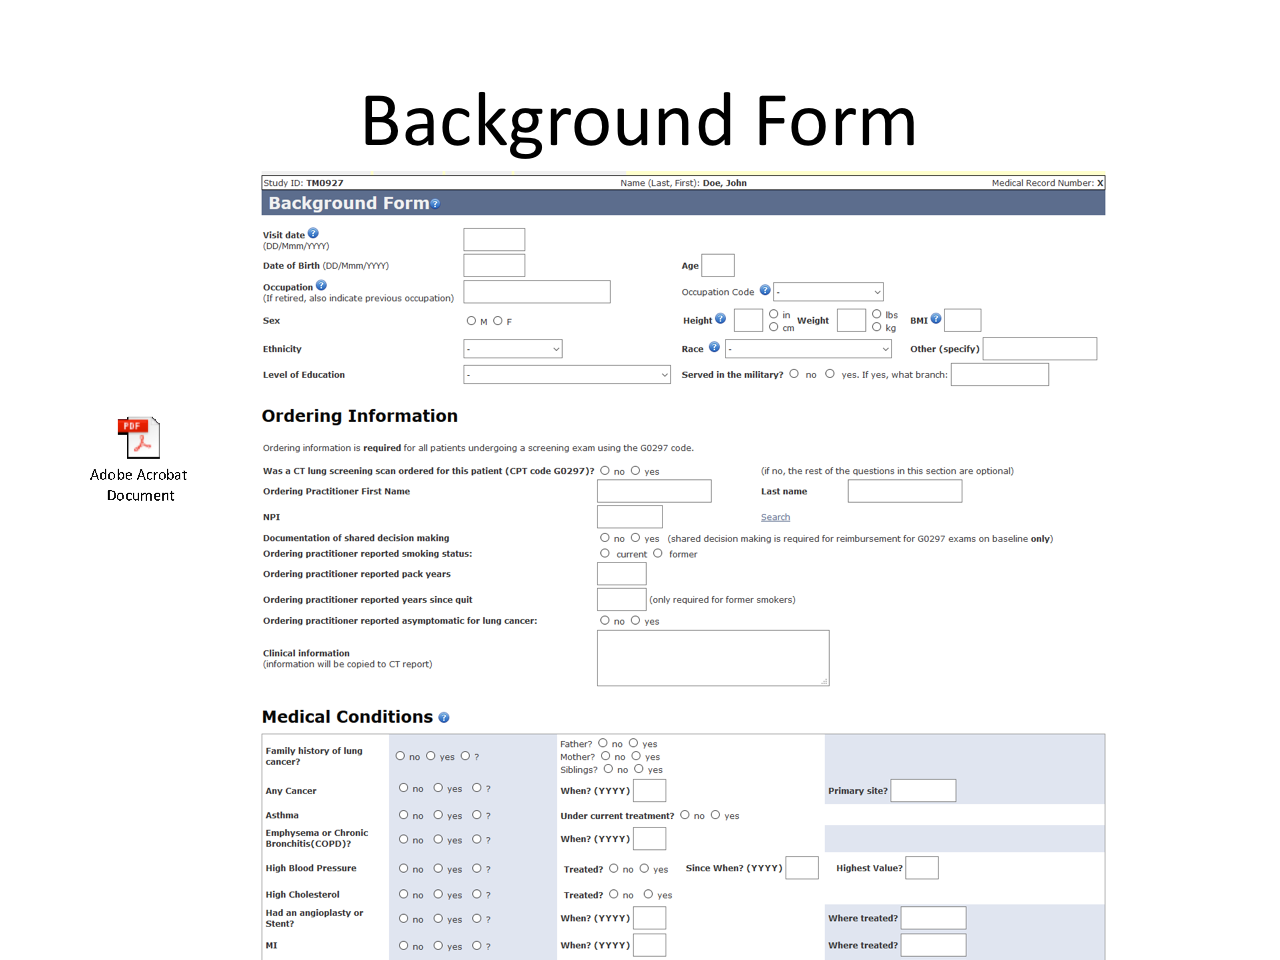 Background Form
Study ID: TM0927 Name (Last, First): Doe, John Medical Record Number: X
Background Form?
Visit date ?
(DD/Mmm/YYYY)
Date of Birth (DD/Mmm/YYYY) Age
Occupation ?
(If retired, also indicate previous occupation) Occupation Code ? -
Sex M F Height ? in cm Weight lbs kg BMI ?
Ethnicity - Race ? - Other (specify)
Level of Education - Served in the military? no yes. If yes, what branch:
Ordering Information
Ordering information is required for all patients undergoing a screening exam using the G0297 code.
Was a CT lung screening scan ordered for this patient (CPT code G0297)? no yes (if no, the rest of the questions in this section are optional)
Ordering Practitioner First Name Last name
NPI Search
Documentation of shared decision making no yes (shared decision making is required for reimbursement for G0297 exams on baseline only)
Ordering practitioner reported smoking status: current former
Ordering practitioner reported pack years
Ordering practitioner reported years since quit (only required for former smokers)
Ordering practitioner reported asymptomatic for lung cancer: no yes
Clinical information
(information will be copied to CT report)
PDF
Adobe Acrobat
Document
Medical Conditions ?
Family history of lung
cancer? no yes ?
Father? no yes
Mother? no yes
Siblings? no yes
Any Cancer no yes ? When? (YYYY) Primary site?
Asthma no yes ? Under current treatment? no yes
Emphysema or Chronic
Bronchitis(COPD)? no yes ? When? (YYYY)
High Blood Pressure no yes ? Treated? no yes Since When? (YYYY) Highest Value?
High Cholesterol no yes ? Treated? no yes
Had an angioplasty or
Stent? no yes ? When? (YYYY) Where treated?
MI no yes ? When? (YYYY) Where treated?